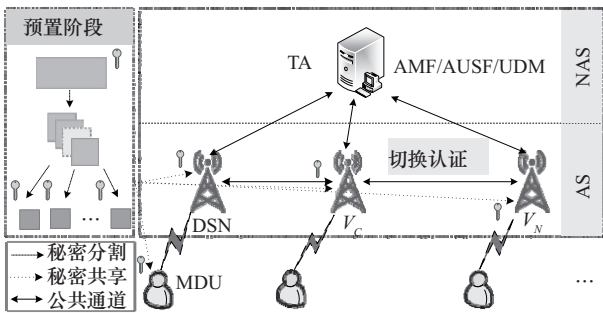 预置阶段
TA
AMF/AUSF/UDM
NAS
切换认证
AS
…
DSN
V_C
V_N
秘密分割
秘密共享
公共通道
MDU
…